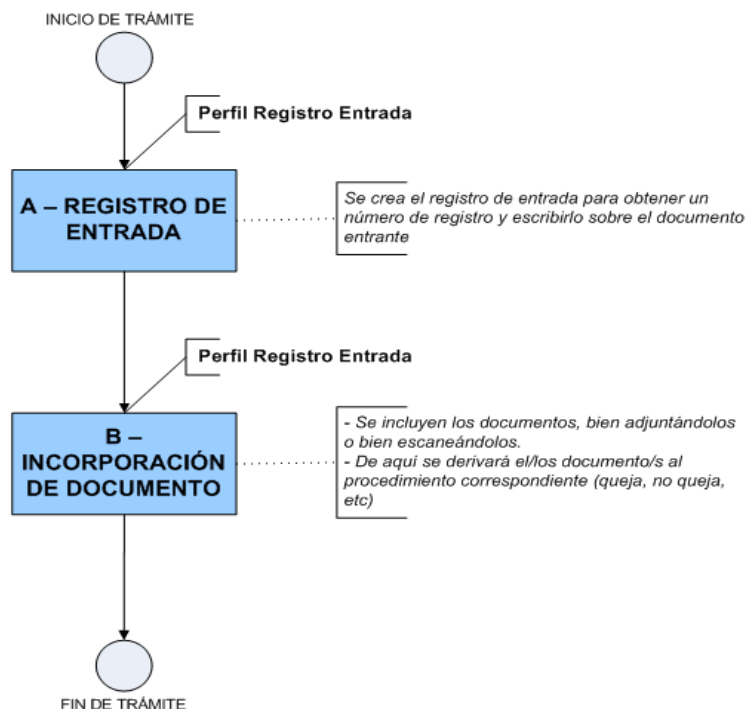 INICIO DE TRÁMITE
Perfil Registro Entrada
A – REGISTRO DE
ENTRADA
Se crea el registro de entrada para obtener un
número de registro y escribirlo sobre el documento
entrante
Perfil Registro Entrada
B –
INCORPORACIÓN
DE DOCUMENTO
- Se incluyen los documentos, bien adjuntándolos
o bien escaneándolos.
- De aquí se derivará el/los documento/s al
procedimiento correspondiente (queja, no queja,
etc)
FIN DE TRÁMITE